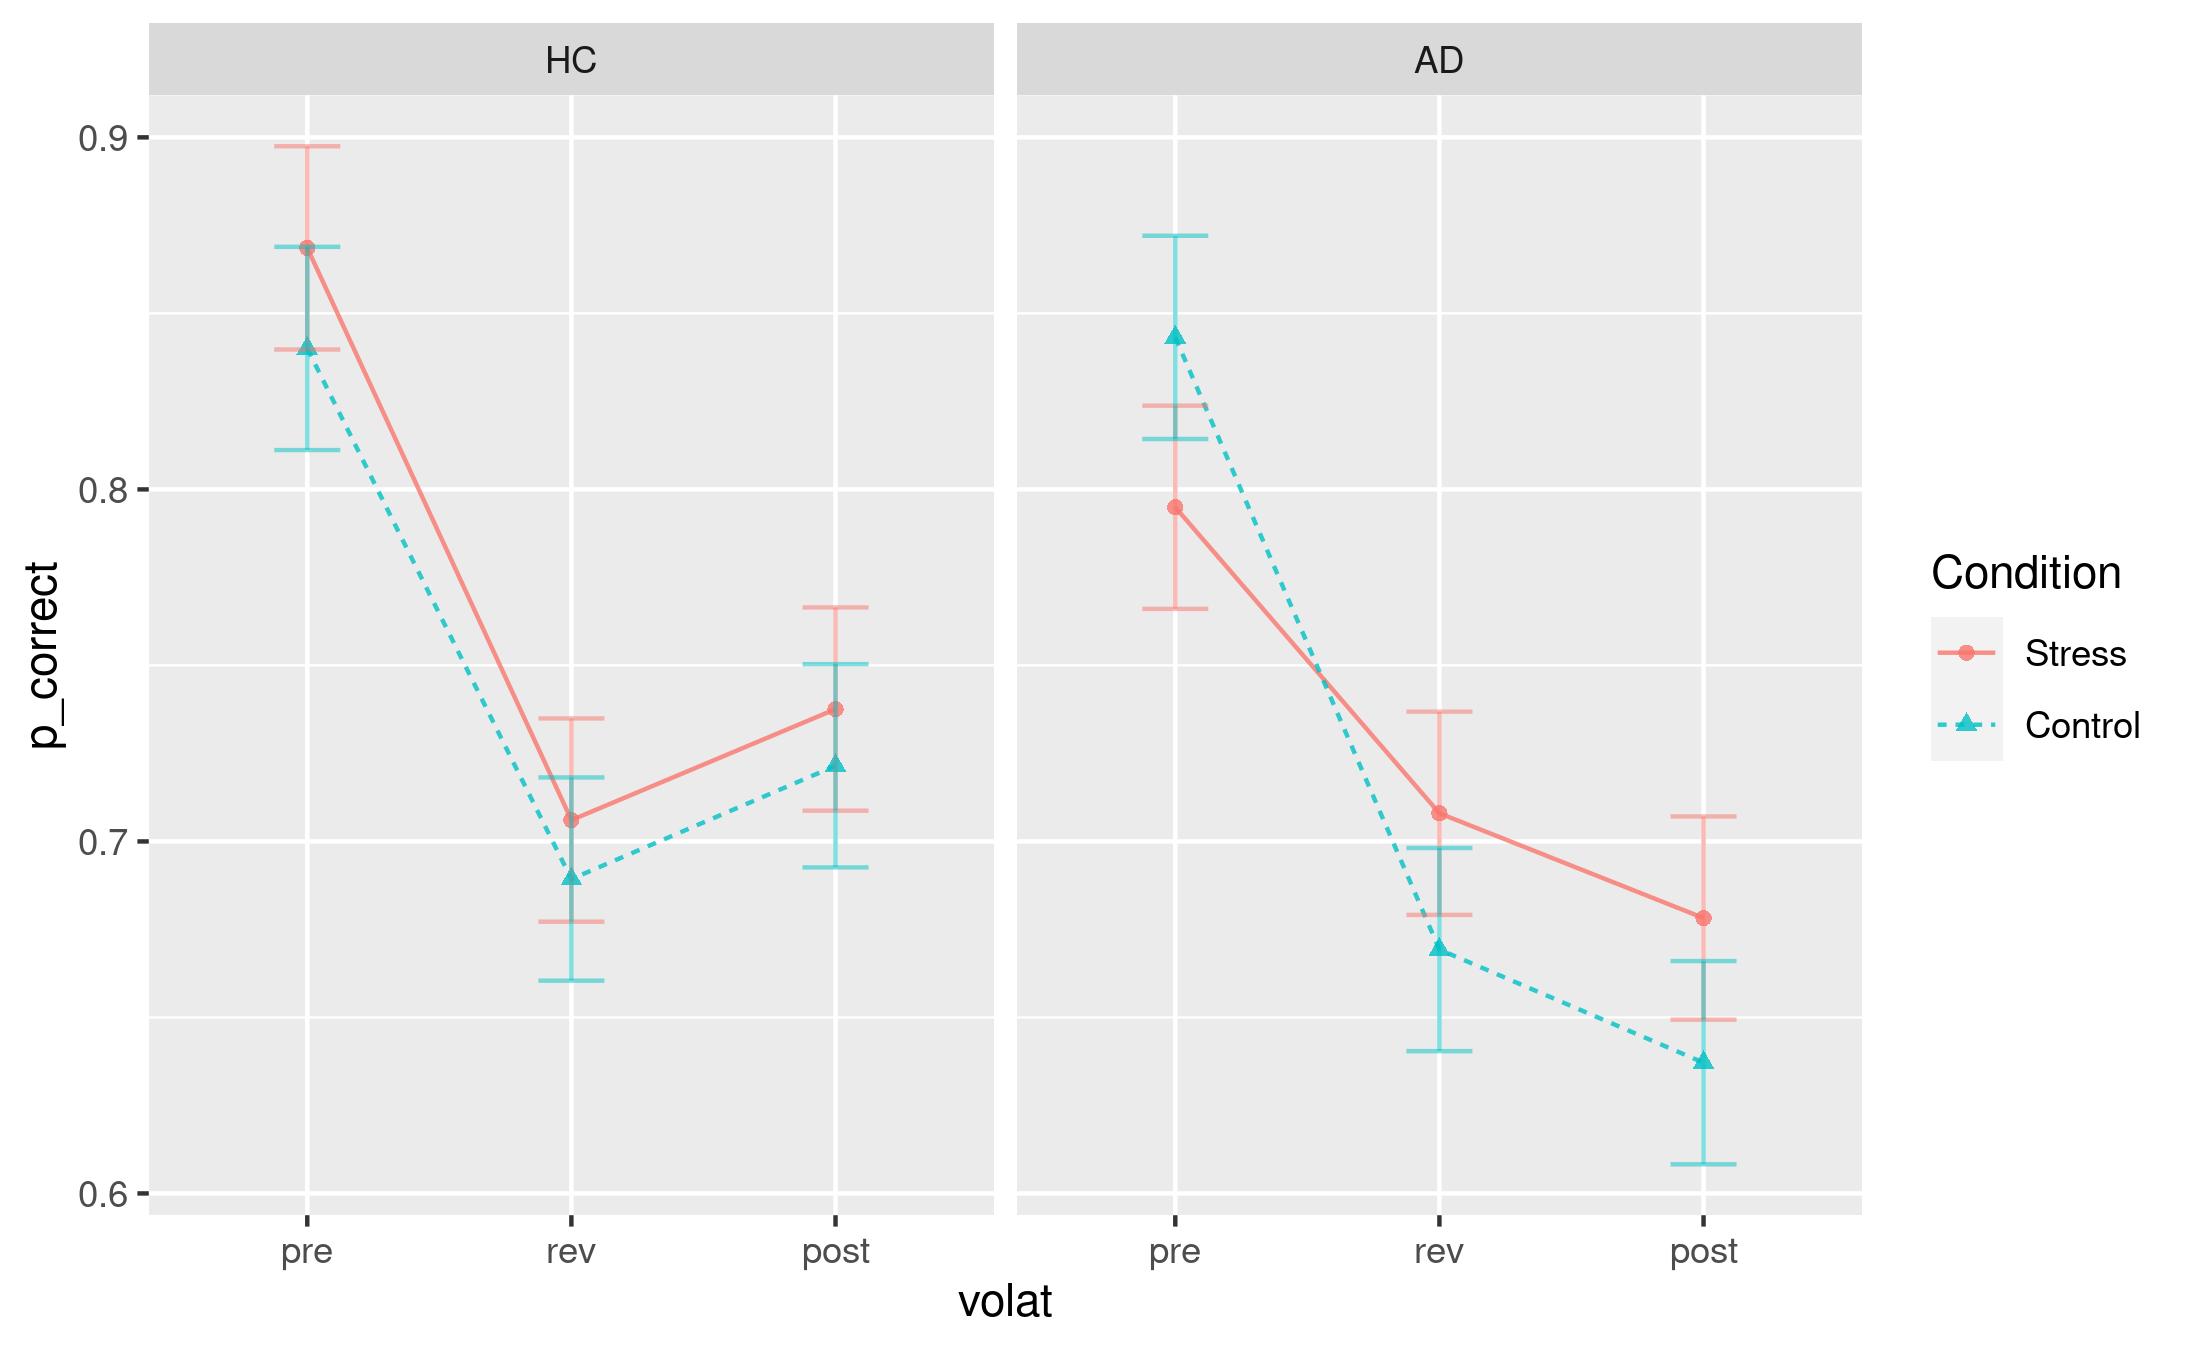 HC
AD
0.9
0.8
0.7
0.6
p_correct
pre
rev
post
pre
rev
post
volat
Condition
Stress
Control